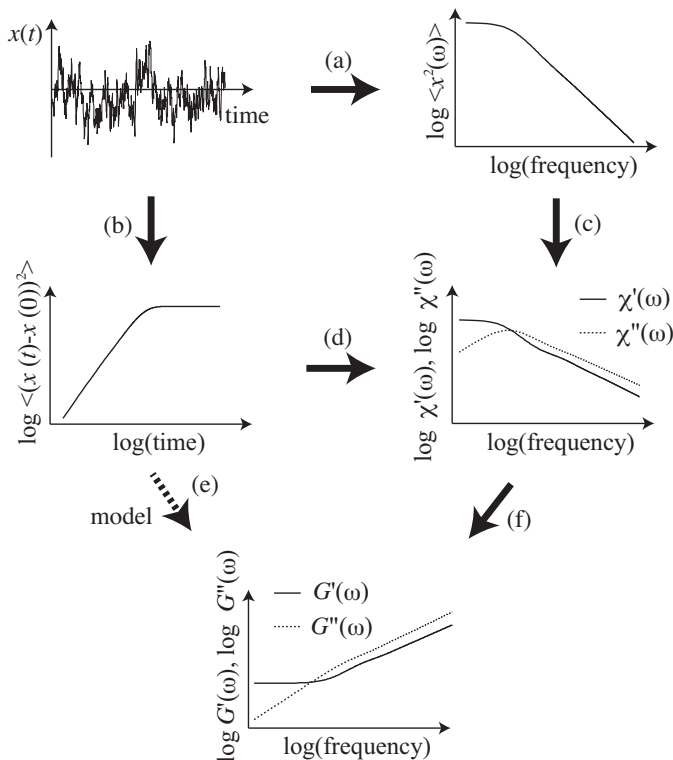 x(t)
time
(a)
log <x²(ω)>
log(frequency)
(b)
(c)
log <(x (t)-x (0))²>
log(time)
(d)
log χ'(ω), log χ"(ω)
χ'(ω)
χ"(ω)
log(frequency)
(e)
model
(f)
log G'(ω), log G"(ω)
G'(ω)
G"(ω)
log(frequency)